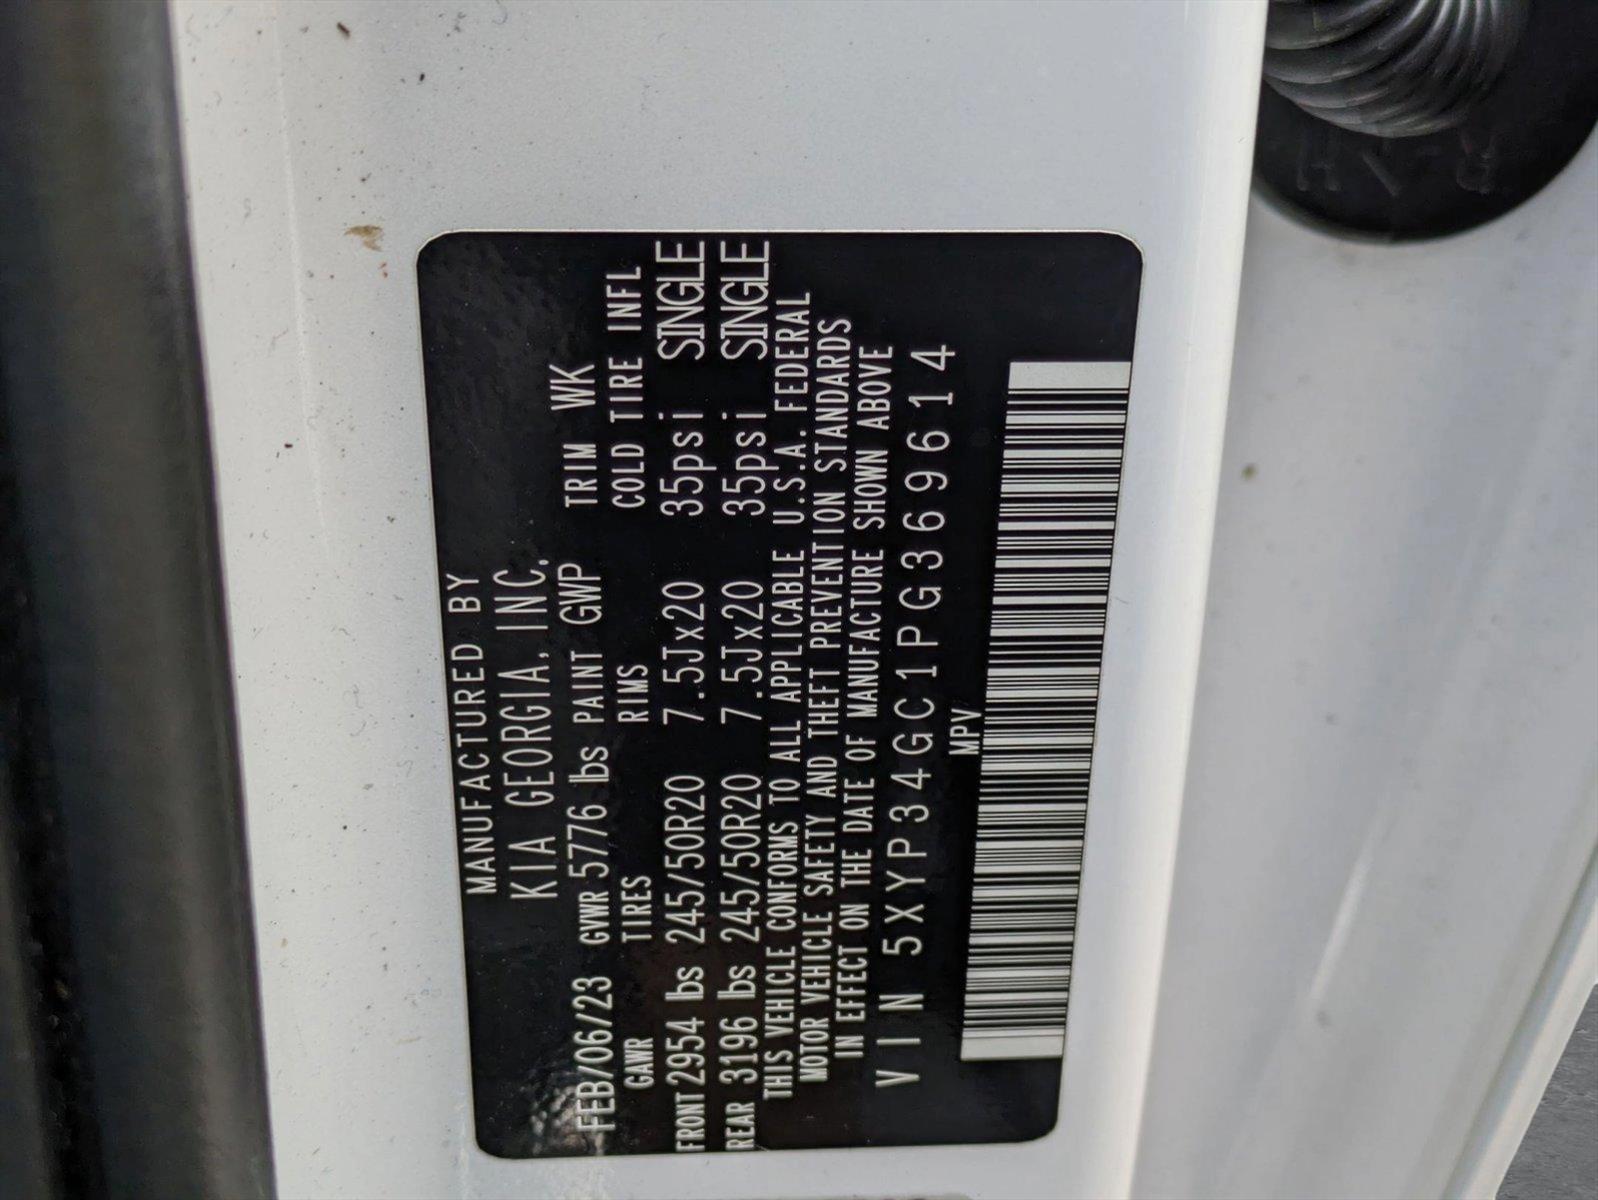 MANUFACTURED BY
KIA GEORGIA, INC.
FEB/06/23 GVWR 5776 lbs PAINT GWP TRIM WK
GAWR TIRES RIMS COLD TIRE INFL
FRONT 2954 lbs 245/50R20 7.5Jx20 35psi SINGLE
REAR 3196 lbs 245/50R20 7.5Jx20 35psi SINGLE
THIS VEHICLE CONFORMS TO ALL APPLICABLE U.S.A. FEDERAL
MOTOR VEHICLE SAFETY AND THEFT PREVENTION STANDARDS
IN EFFECT ON THE DATE OF MANUFACTURE SHOWN ABOVE
VIN 5XYP34GC1PG369614
MPV